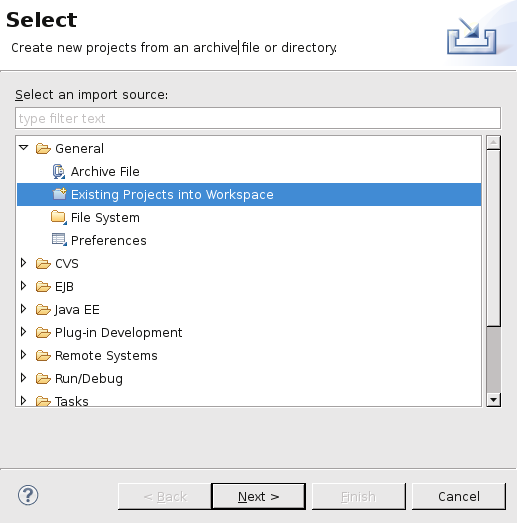 Select
Create new projects from an archive file or directory.
Select an import source:
type filter text
General
Archive File
Existing Projects into Workspace
File System
Preferences
CVS
EJB
Java EE
Plug-in Development
Remote Systems
Run/Debug
Tasks
?
< Back
Next >
Finish
Cancel